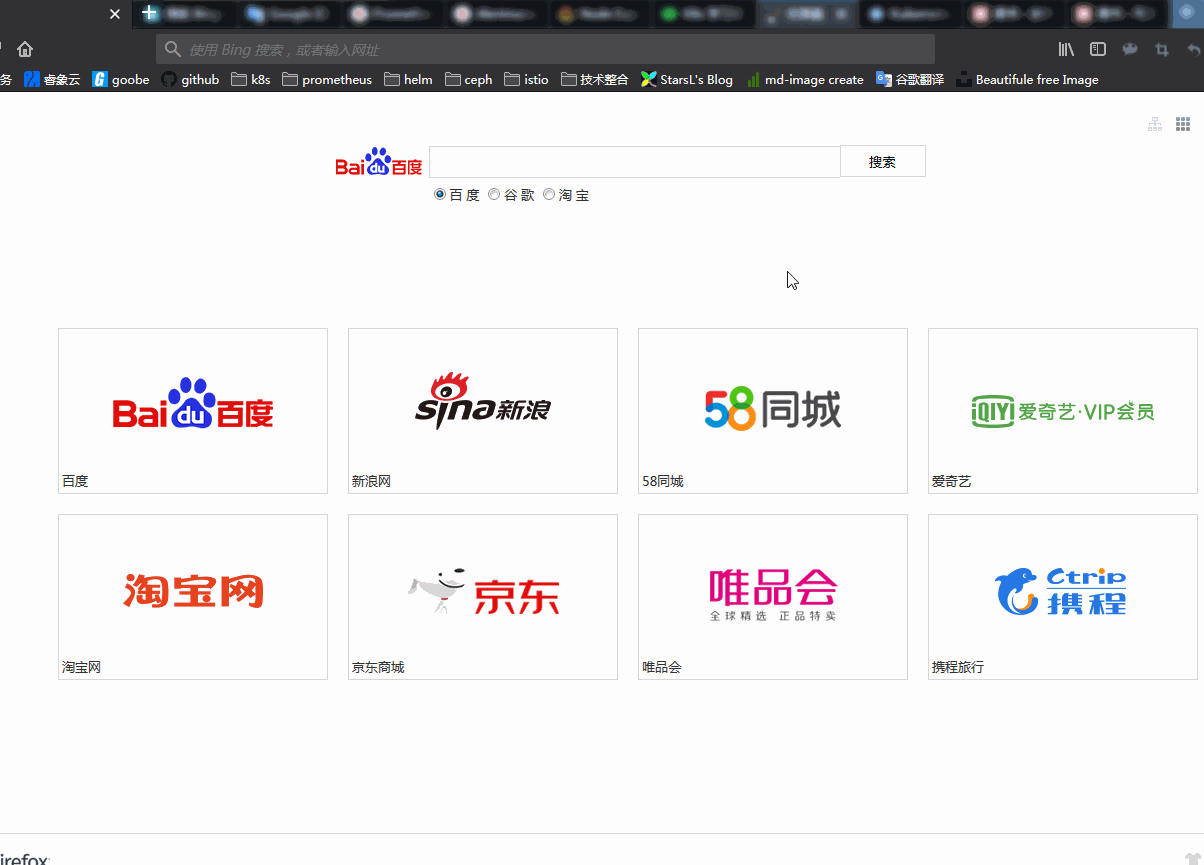 使用 Bing 搜索，或者输入网址
务 睿象云 goobe github k8s prometheus helm ceph istio 技术整合 StarsL's Blog md-image create 谷歌翻译 Beautifule free Image
Bai du 百度 搜索
百度 谷歌 淘宝
Bai du 百度 sina新浪 58同城 iQIYI 爱奇艺·VIP会员
百度 新浪网 58同城 爱奇艺
淘宝网 京东 唯品会 Ctrip
全球精选 正品特卖 携程
淘宝网 京东商城 唯品会 携程旅行
irefox